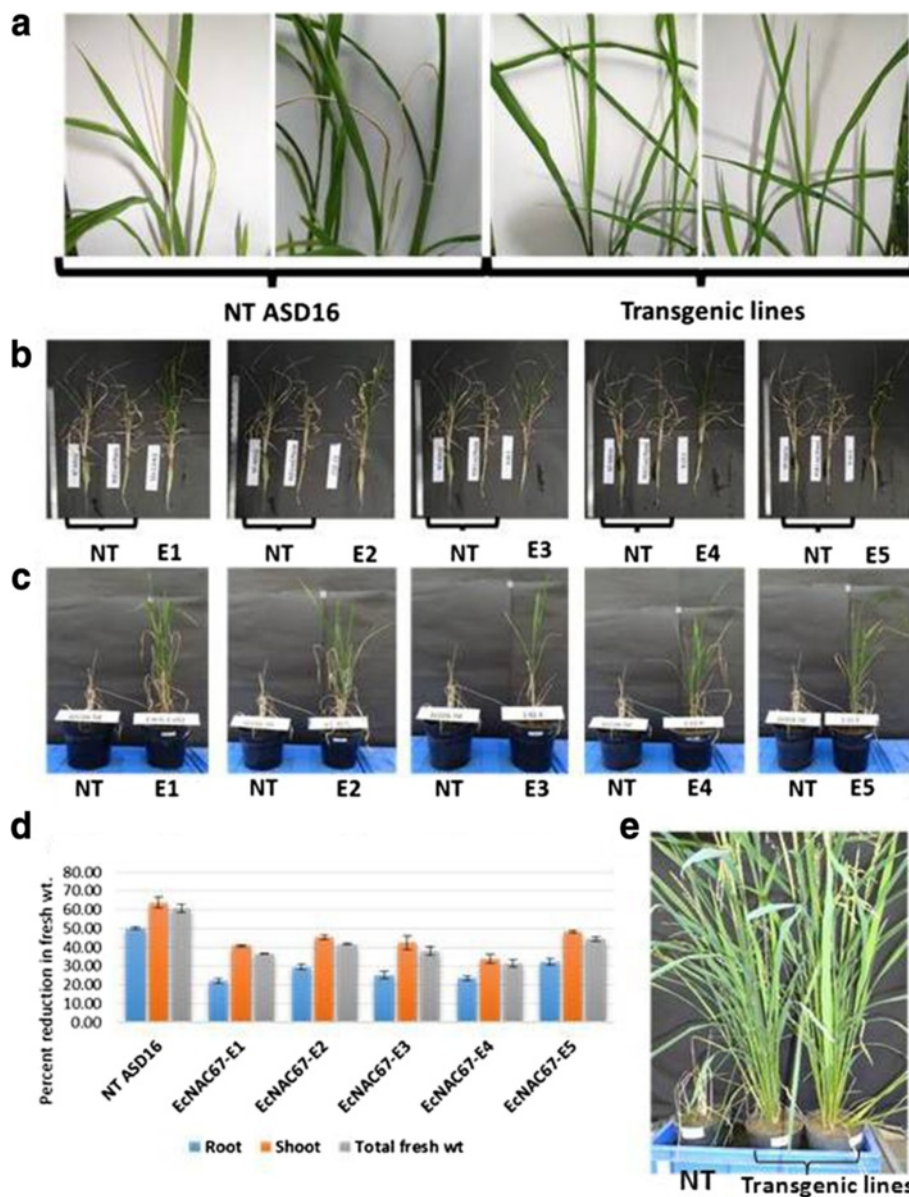 a
NT ASD16
Transgenic lines
b
NT E1
NT E2
NT E3
NT E4
NT E5
c
NT E1
NT E2
NT E3
NT E4
NT E5
d
Percent reduction in fresh wt.
80.00
70.00
60.00
50.00
40.00
30.00
20.00
10.00
0.00
NT ASD16
EcNAC67-E1
EcNAC67-E2
EcNAC67-E3
EcNAC67-E4
EcNAC67-E5
Root
Shoot
Total fresh wt
e
NT
Transgenic lines